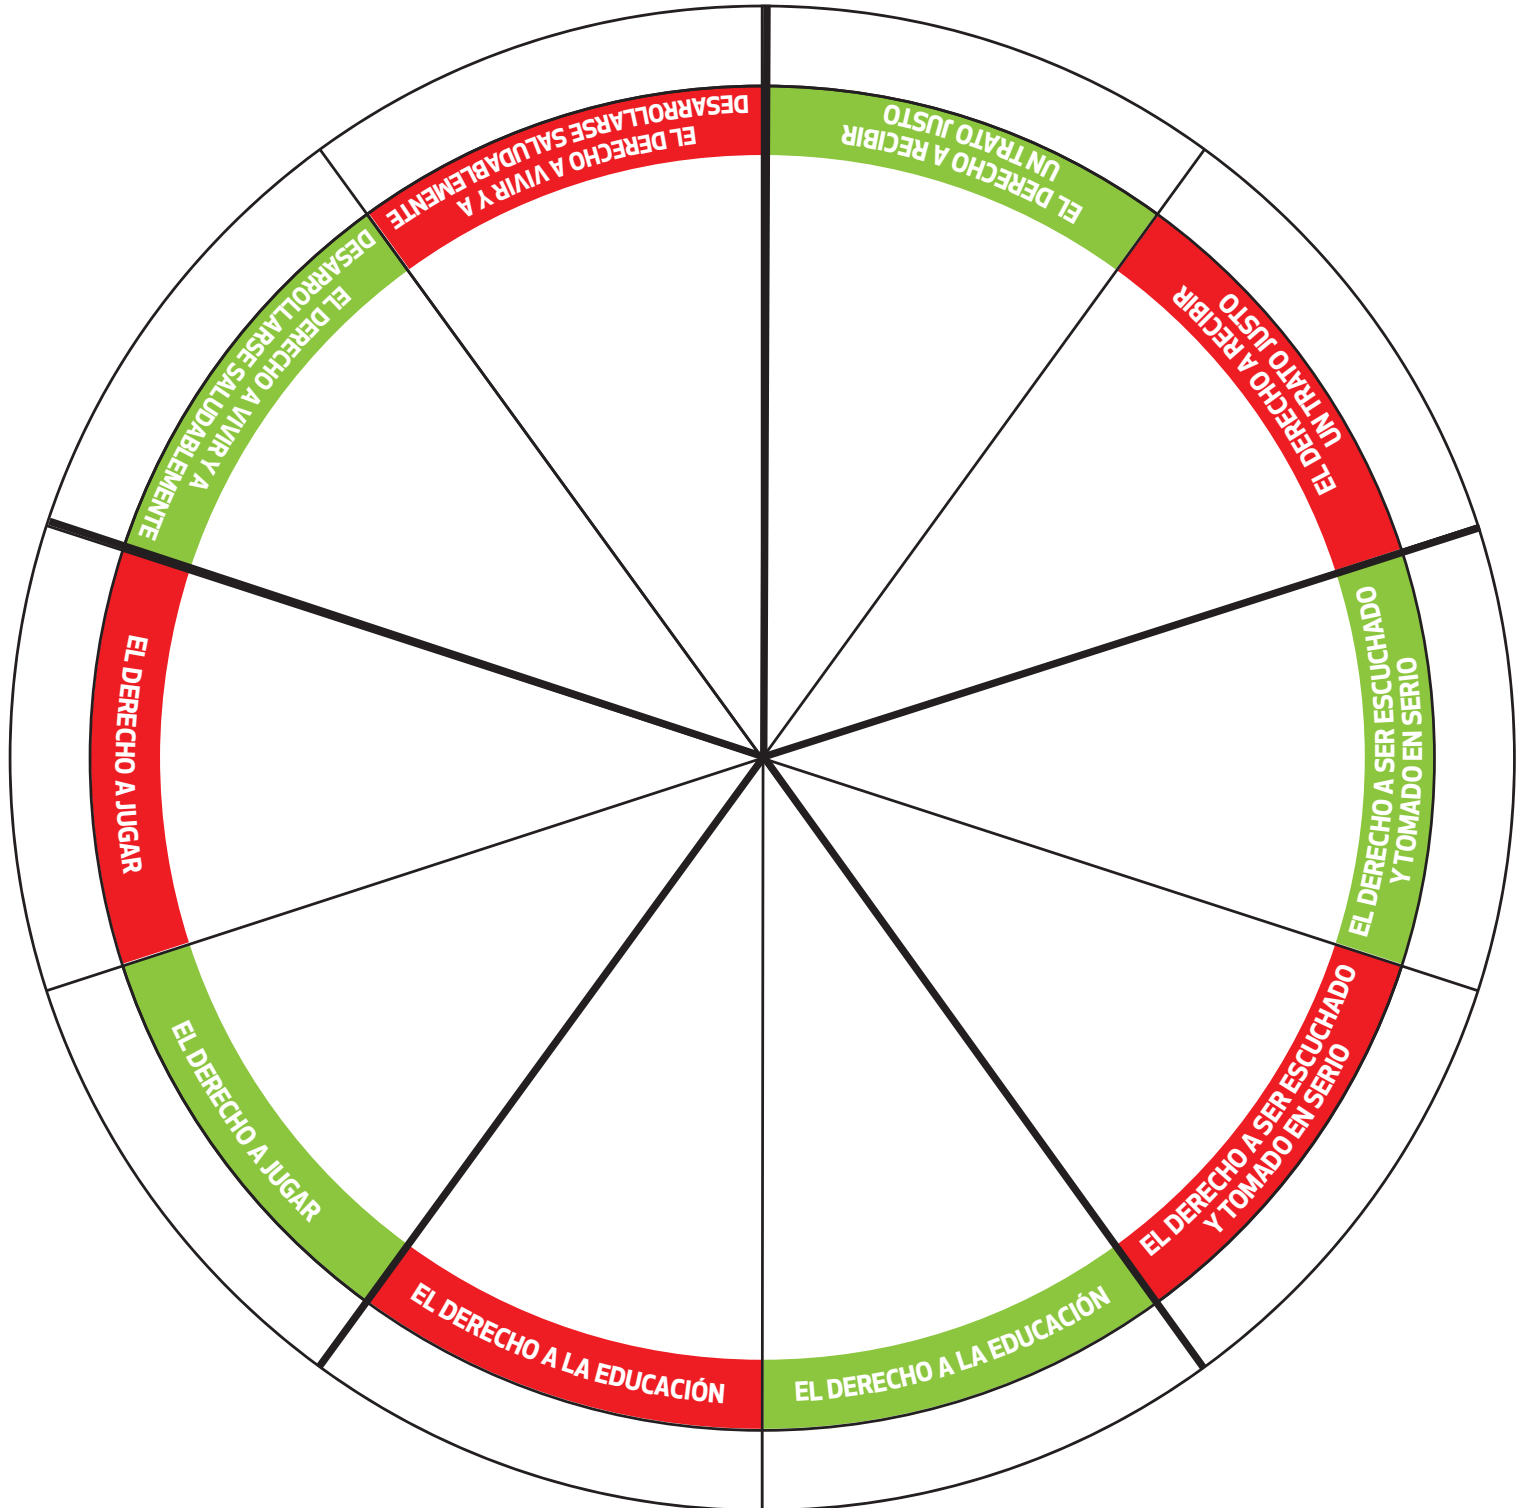 EL DERECHO A RECIBIR
UN TRATO JUSTO
EL DERECHO A RECIBIR
UN TRATO JUSTO
EL DERECHO A SER ESCUCHADO
Y TOMADO EN SERIO
EL DERECHO A SER ESCUCHADO
Y TOMADO EN SERIO
EL DERECHO A LA EDUCACIÓN
EL DERECHO A LA EDUCACIÓN
EL DERECHO A JUGAR
EL DERECHO A JUGAR
EL DERECHO A VIVIR Y A
DESARROLLARSE SALUDABLEMENTE
EL DERECHO A VIVIR Y A
DESARROLLARSE SALUDABLEMENTE